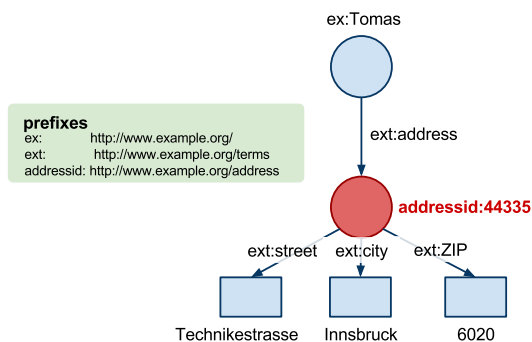 ex:Tomas
prefixes
ex: http://www.example.org/
ext: http://www.example.org/terms
addressid: http://www.example.org/address
ext:address
addressid:44335
ext:street ext:city ext:ZIP
Technikestrasse Innsbruck 6020